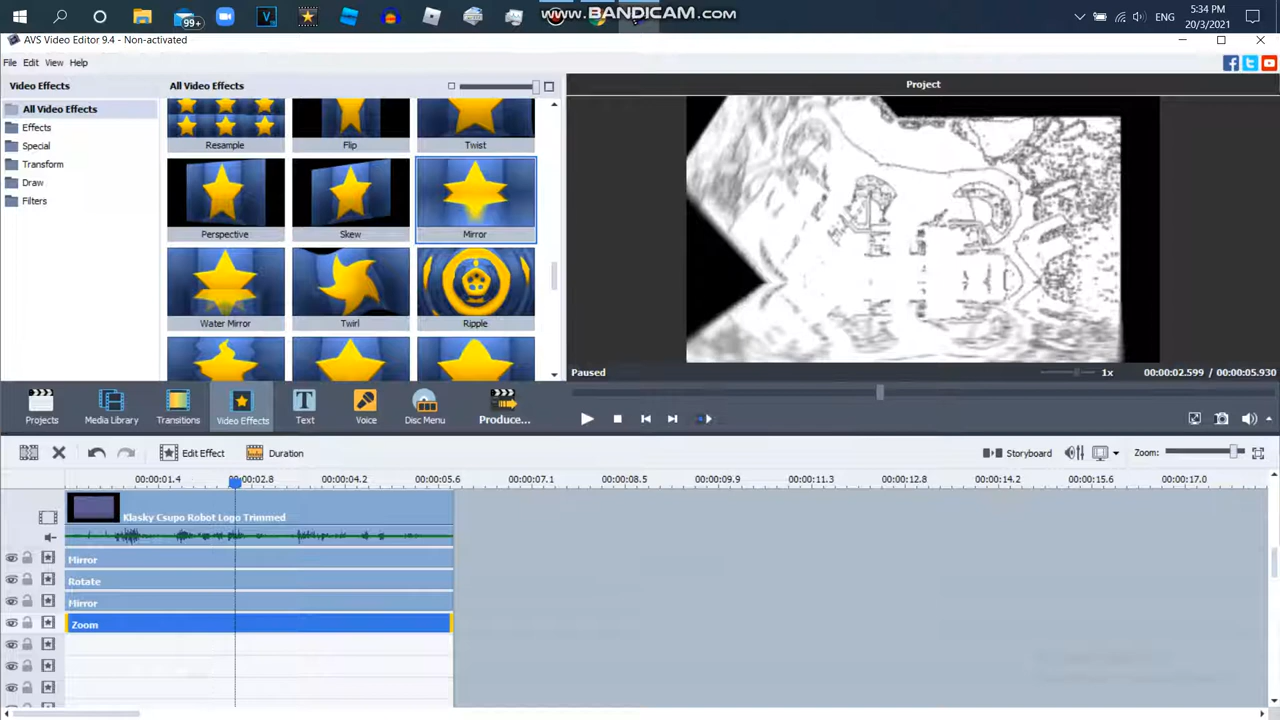 www.BANDICAM.com
99+
ENG
5:34 PM
20/3/2021
AVS Video Editor 9.4 - Non-activated
File Edit View Help
Video Effects
All Video Effects
Project
All Video Effects
Effects
Special
Transform
Draw
Filters
Resample
Flip
Twist
Perspective
Skew
Mirror
Water Mirror
Twirl
Ripple
Paused
1x
00:00:02.599 / 00:00:05.930
Projects
Media Library
Transitions
Video Effects
Text
Voice
Disc Menu
Produce...
Edit Effect
Duration
Storyboard
Zoom:
00:00:01.4 00:00:02.8 00:00:04.2 00:00:05.6 00:00:07.1 00:00:08.5 00:00:09.9 00:00:11.3 00:00:12.8 00:00:14.2 00:00:15.6 00:00:17.0
Klasky Csupo Robot Logo Trimmed
Mirror
Rotate
Mirror
Zoom